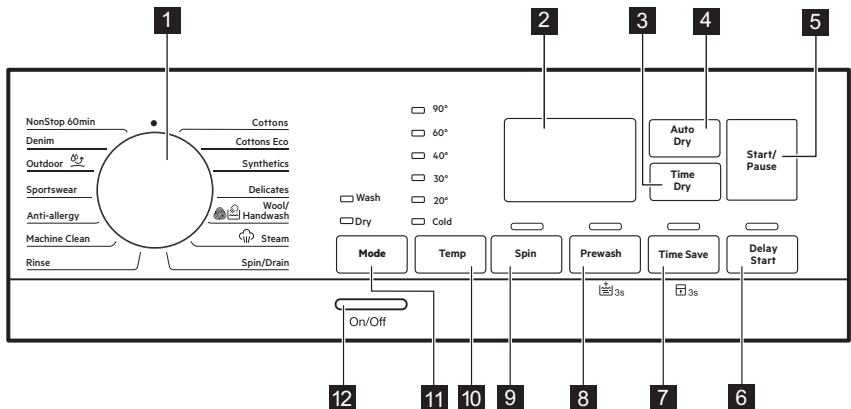 1
2
3
4
5
NonStop 60min
Denim
Outdoor
Sportswear
Anti-allergy
Machine Clean
Rinse
Cottons
Cottons Eco
Synthetics
Delicates
Wool/
Handwash
Steam
Spin/Drain
90°
60°
40°
30°
20°
Cold
Wash
Dry
Auto
Dry
Time
Dry
Start/
Pause
Mode
Temp
Spin
Prewash
Time Save
Delay
Start
3s
3s
On/Off
12
11
10
9
8
7
6